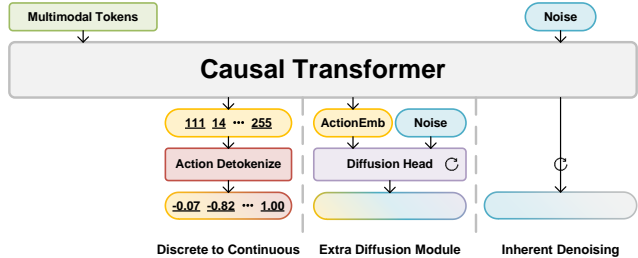 Multimodal Tokens
Noise
Causal Transformer
111 14 ··· 255
ActionEmb
Noise
Action Detokenize
Diffusion Head
-0.07 -0.82 ··· 1.00
Discrete to Continuous
Extra Diffusion Module
Inherent Denoising